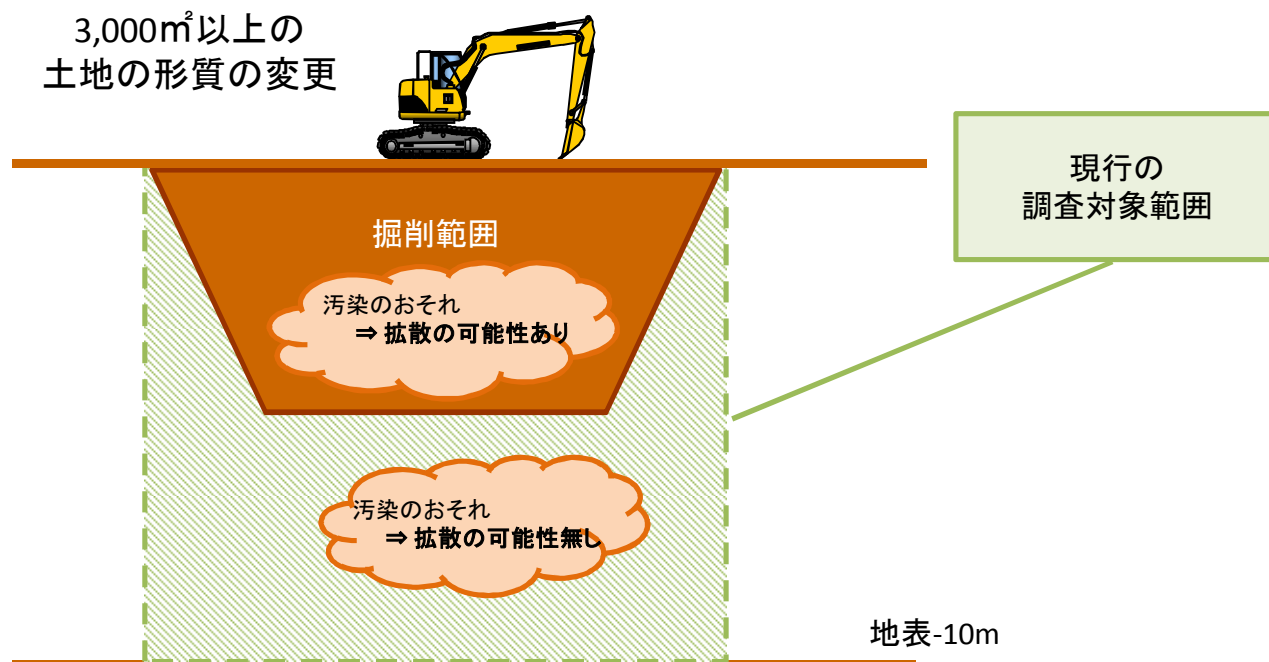 3,000㎡以上の
土地の形質の変更
現行の
調査対象範囲
掘削範囲
汚染のおそれ
⇒ 拡散の可能性あり
汚染のおそれ
⇒ 拡散の可能性無し
地表-10m